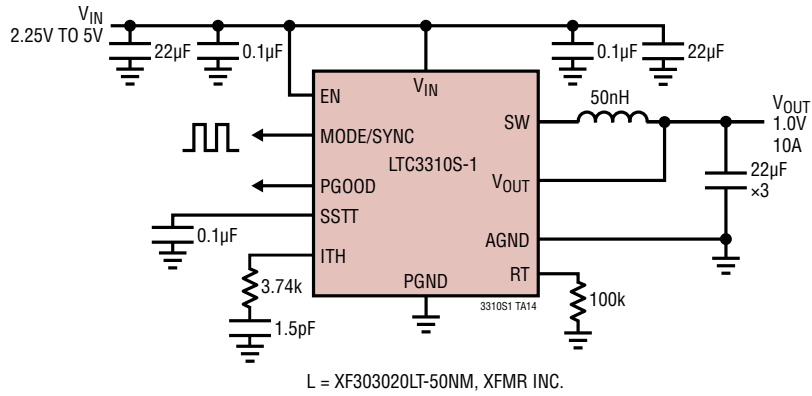 VIN
2.25V TO 5V
22µF
0.1µF
0.1µF
22µF
VIN
EN
MODE/SYNC
PGOOD
SSTT
ITH
LTC3310S-1
SW
VOUT
AGND
RT
PGND
50nH
VOUT
1.0V
10A
22µF
×3
0.1µF
3.74k
1.5pF
100k
3310S1 TA14
L = XF303020LT-50NM, XFMR INC.